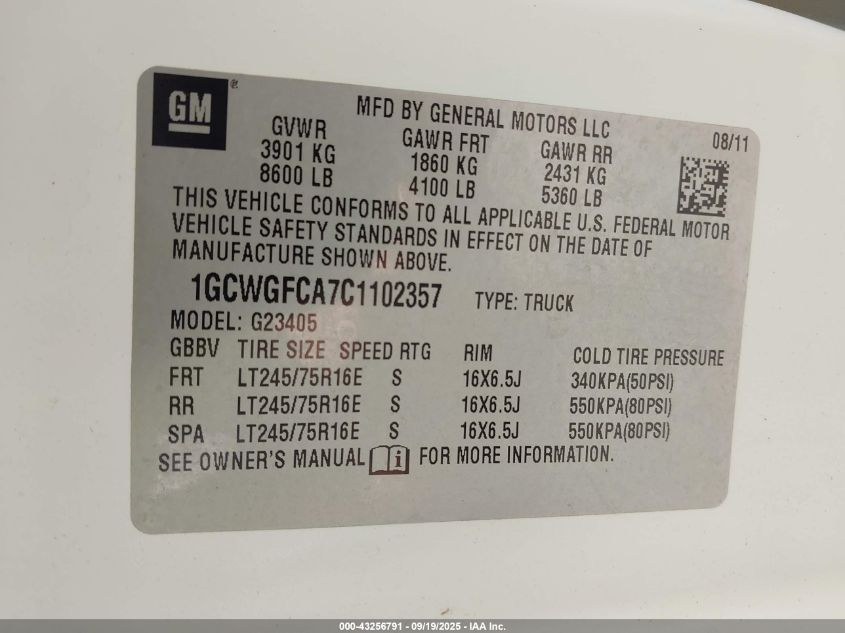 GM®
MFD BY GENERAL MOTORS LLC 08/11
GVWR GAWR FRT GAWR RR
3901 KG 1860 KG 2431 KG
8600 LB 4100 LB 5360 LB
THIS VEHICLE CONFORMS TO ALL APPLICABLE U.S. FEDERAL MOTOR
VEHICLE SAFETY STANDARDS IN EFFECT ON THE DATE OF
MANUFACTURE SHOWN ABOVE.
1GCWGFCA7C1102357 TYPE: TRUCK
MODEL: G23405
GBBV TIRE SIZE SPEED RTG RIM COLD TIRE PRESSURE
FRT LT245/75R16E S 16X6.5J 340KPA(50PSI)
RR LT245/75R16E S 16X6.5J 550KPA(80PSI)
SPA LT245/75R16E S 16X6.5J 550KPA(80PSI)
SEE OWNER'S MANUAL i FOR MORE INFORMATION.
000-43256791 - 09/19/2025 - IAA Inc.